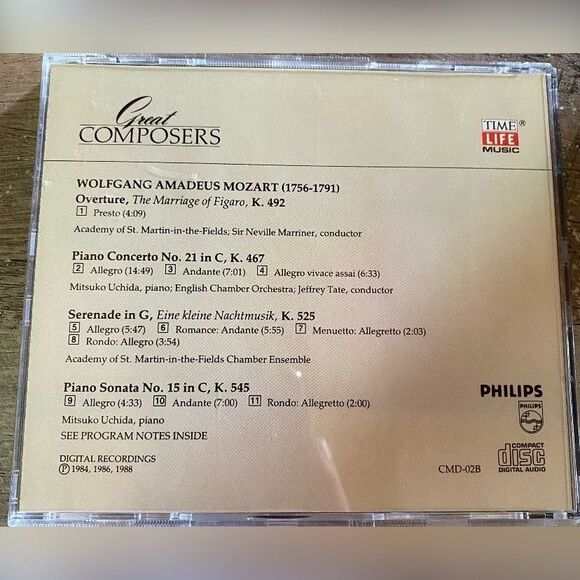 Great
COMPOSERS
TIME ®
LIFE
MUSIC
WOLFGANG AMADEUS MOZART (1756-1791)
Overture, The Marriage of Figaro, K. 492
1 Presto (4:09)
Academy of St. Martin-in-the-Fields; Sir Neville Marriner, conductor
Piano Concerto No. 21 in C, K. 467
2 Allegro (14:49) 3 Andante (7:01) 4 Allegro vivace assai (6:33)
Mitsuko Uchida, piano; English Chamber Orchestra; Jeffrey Tate, conductor
Serenade in G, Eine kleine Nachtmusik, K. 525
5 Allegro (5:47) 6 Romance: Andante (5:55) 7 Menuetto: Allegretto (2:03)
8 Rondo: Allegro (3:54)
Academy of St. Martin-in-the-Fields Chamber Ensemble
Piano Sonata No. 15 in C, K. 545
9 Allegro (4:33) 10 Andante (7:00) 11 Rondo: Allegretto (2:00)
Mitsuko Uchida, piano
SEE PROGRAM NOTES INSIDE
DIGITAL RECORDINGS
℗ 1984, 1986, 1988
PHILIPS
PHILIPS
CMD-02B
COMPACT
disc
DIGITAL AUDIO